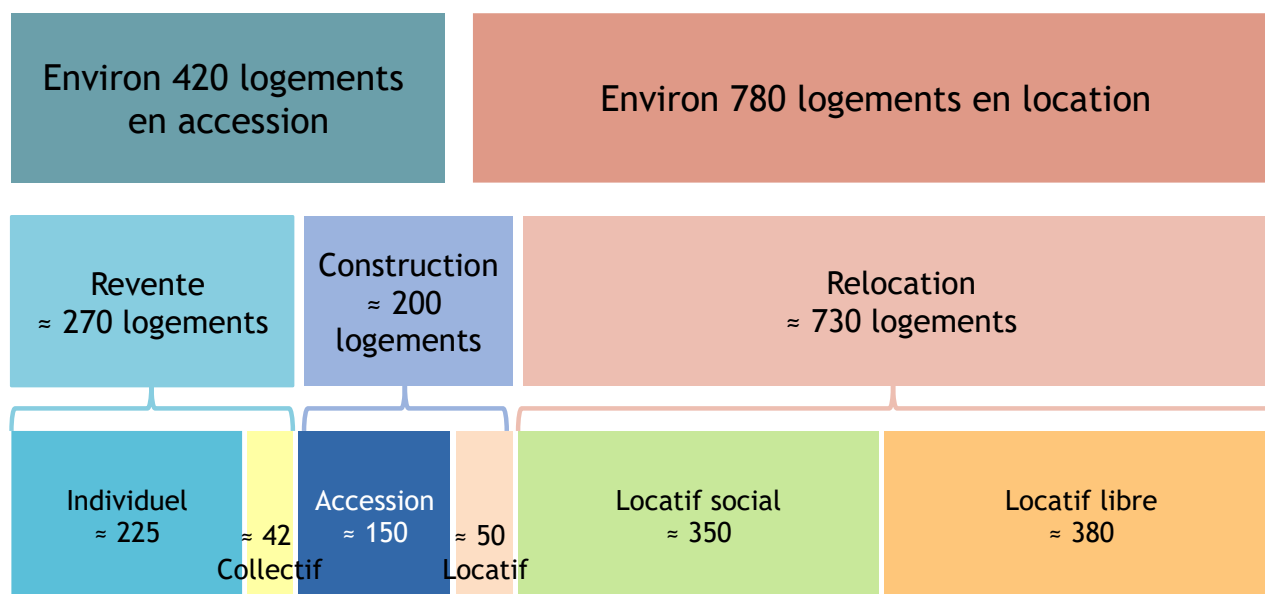 Environ 420 logements
en accession
Environ 780 logements en location
Revente
≈ 270 logements
Construction
≈ 200
logements
Relocation
≈ 730 logements
Individuel
≈ 225
≈ 42
Collectif
Accession
≈ 150
≈ 50
Locatif
Locatif social
≈ 350
Locatif libre
≈ 380